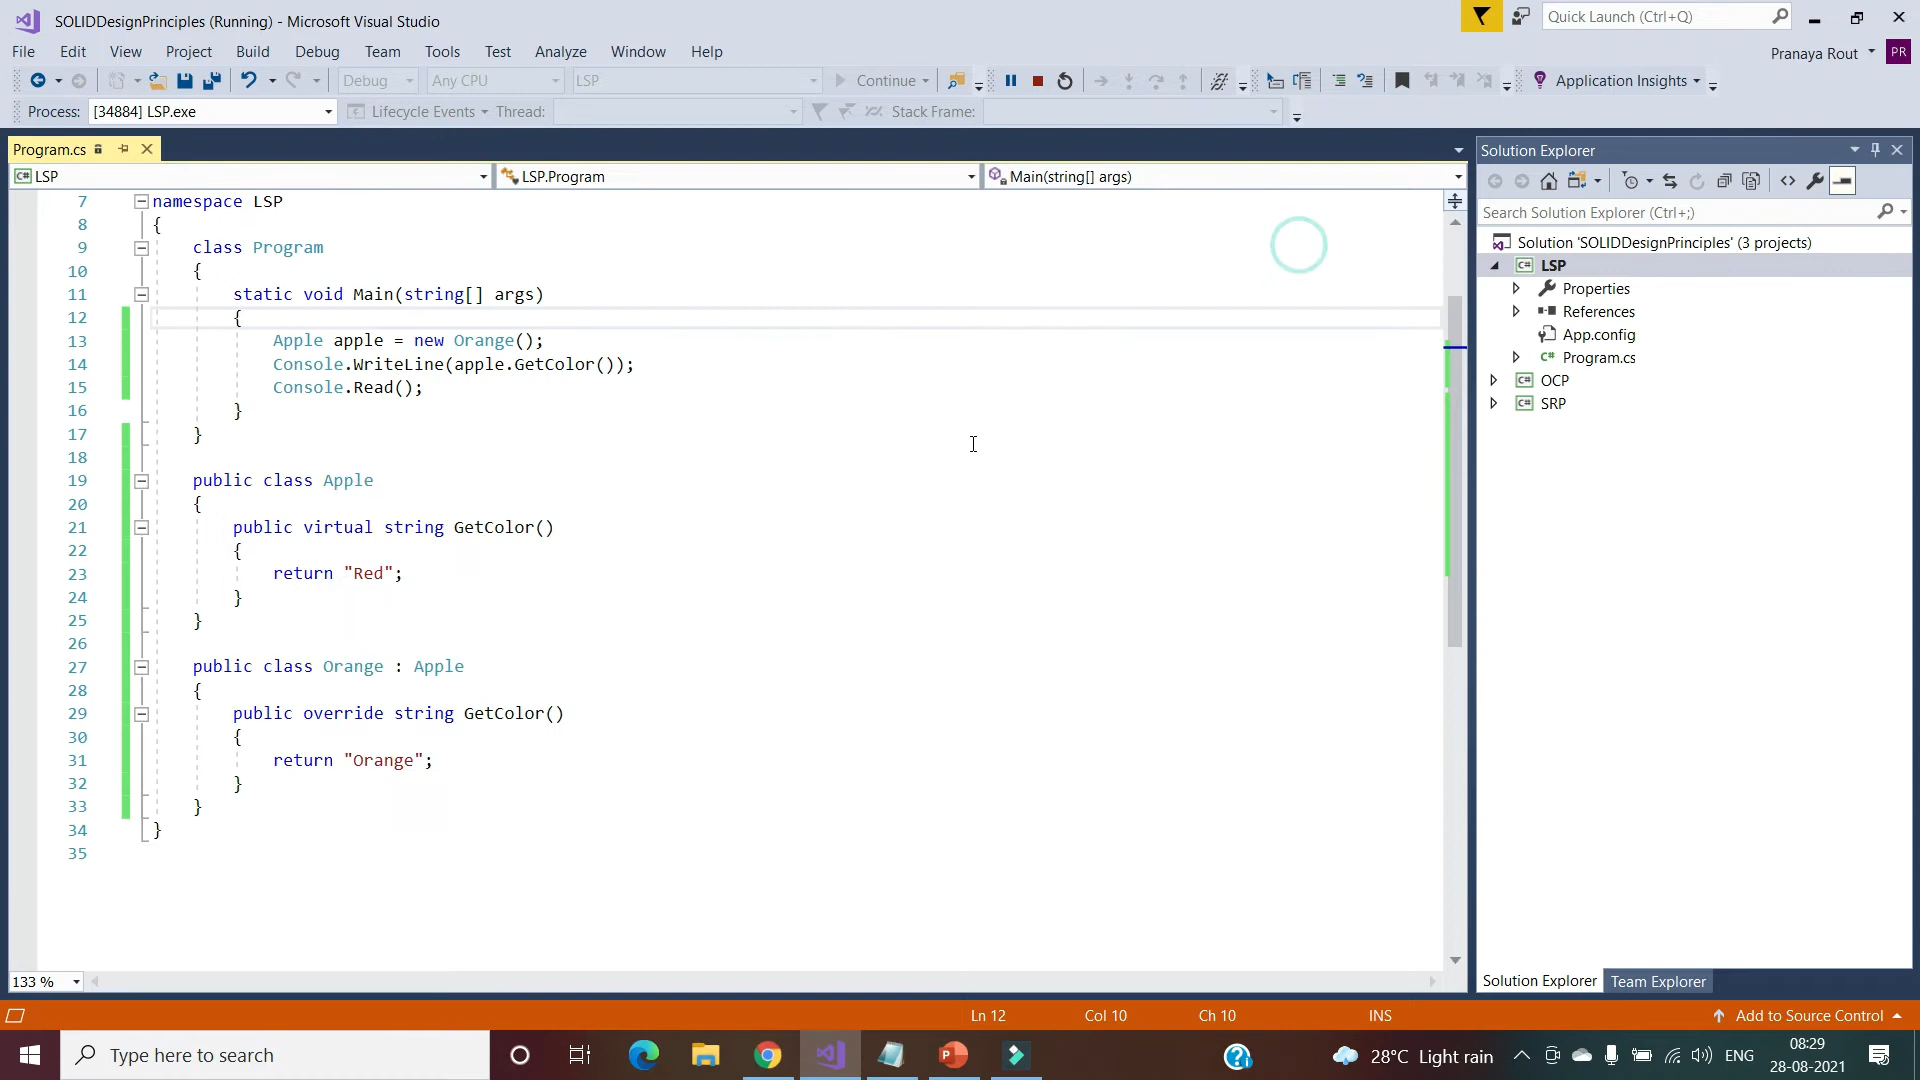 SOLIDDesignPrinciples (Running) - Microsoft Visual Studio
Quick Launch (Ctrl+Q)
File Edit View Project Build Debug Team Tools Test Analyze Window Help
Pranaya Rout PR
Debug Any CPU LSP Continue Application Insights
Process: [34884] LSP.exe Lifecycle Events Thread: Stack Frame:
Program.cs
LSP LSP.Program Main(string[] args)
7 namespace LSP
8 {
9 class Program
10 {
11 static void Main(string[] args)
12 {
13 Apple apple = new Orange();
14 Console.WriteLine(apple.GetColor());
15 Console.Read();
16 }
17 }
18
19 public class Apple
20 {
21 public virtual string GetColor()
22 {
23 return "Red";
24 }
25 }
26
27 public class Orange : Apple
28 {
29 public override string GetColor()
30 {
31 return "Orange";
32 }
33 }
34 }
35
133 %
Solution Explorer
Search Solution Explorer (Ctrl+;)
Solution 'SOLIDDesignPrinciples' (3 projects)
C# LSP
Properties
References
App.config
C# Program.cs
C# OCP
C# SRP
Solution Explorer Team Explorer
Ln 12 Col 10 Ch 10 INS Add to Source Control
Type here to search
28°C Light rain ENG
08:29
28-08-2021